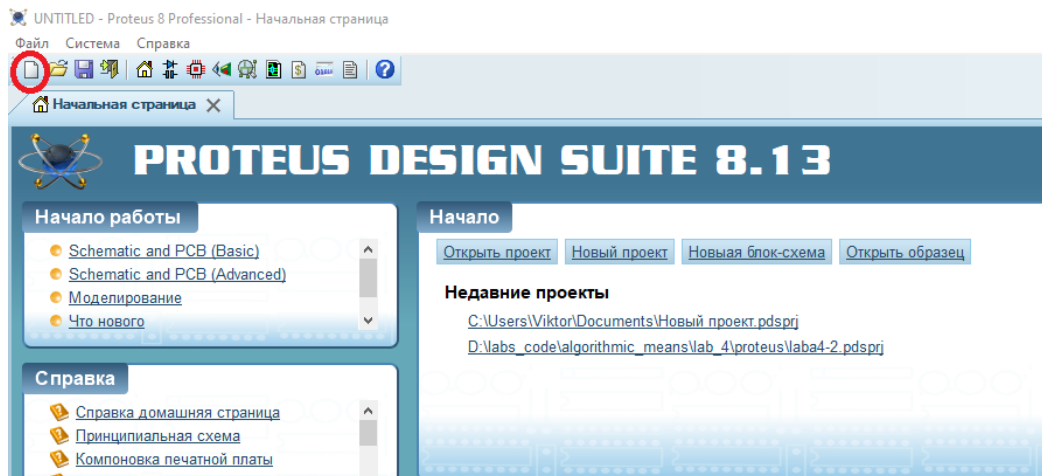 UNTITLED - Proteus 8 Professional - Начальная страница
Файл Система Справка
Начальная страница
PROTEUS DESIGN SUITE 8.13
Начало работы
Schematic and PCB (Basic)
Schematic and PCB (Advanced)
Моделирование
Что нового
Справка
Справка домашняя страница
Принципиальная схема
Компоновка печатной платы
Начало
Открыть проект Новый проект Новыая блок-схема Открыть образец
Недавние проекты
C:\Users\Viktor\Documents\Новый проект.pdsprj
D:\labs_code\algorithmic_means\lab_4\proteus\laba4-2.pdsprj